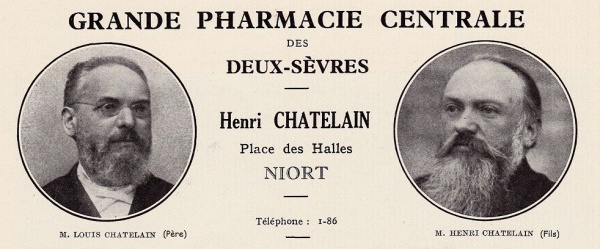 GRANDE PHARMACIE CENTRALE
DES
DEUX-SÈVRES
Henri CHATELAIN
Place des Halles
NIORT
Téléphone : 1-86
M. LOUIS CHATELAIN (Père)
M. HENRI CHATELAIN (Fils)